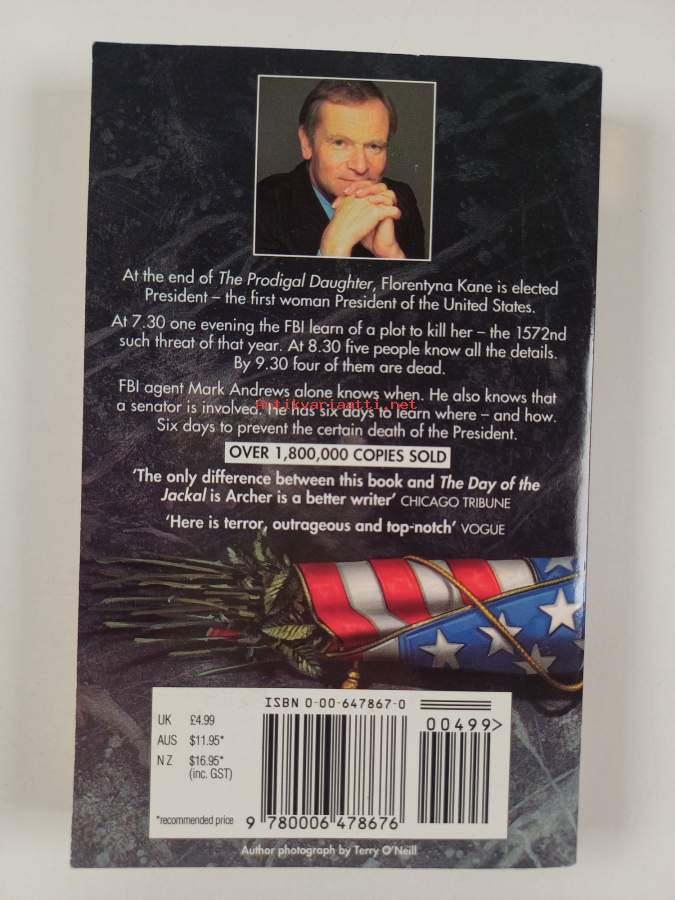 At the end of The Prodigal Daughter, Florentyna Kane is elected
President – the first woman President of the United States.
At 7.30 one evening the FBI learn of a plot to kill her – the 1572nd
such threat of that year. At 8.30 five people know all the details.
By 9.30 four of them are dead.
FBI agent Mark Andrews alone knows when. He also knows that
a senator is involved. He has six days to learn where – and how.
Antikvariaatti.net
Six days to prevent the certain death of the President.
OVER 1,800,000 COPIES SOLD
‘The only difference between this book and The Day of the
Jackal is Archer is a better writer’ CHICAGO TRIBUNE
‘Here is terror, outrageous and top-notch’ VOGUE
ISBN 0-00-647867-0
UK £4.99
AUS $11.95*
NZ $16.95*
(inc. GST)
*recommended price
00499>
9 780006 478676
Author photograph by Terry O’Neill